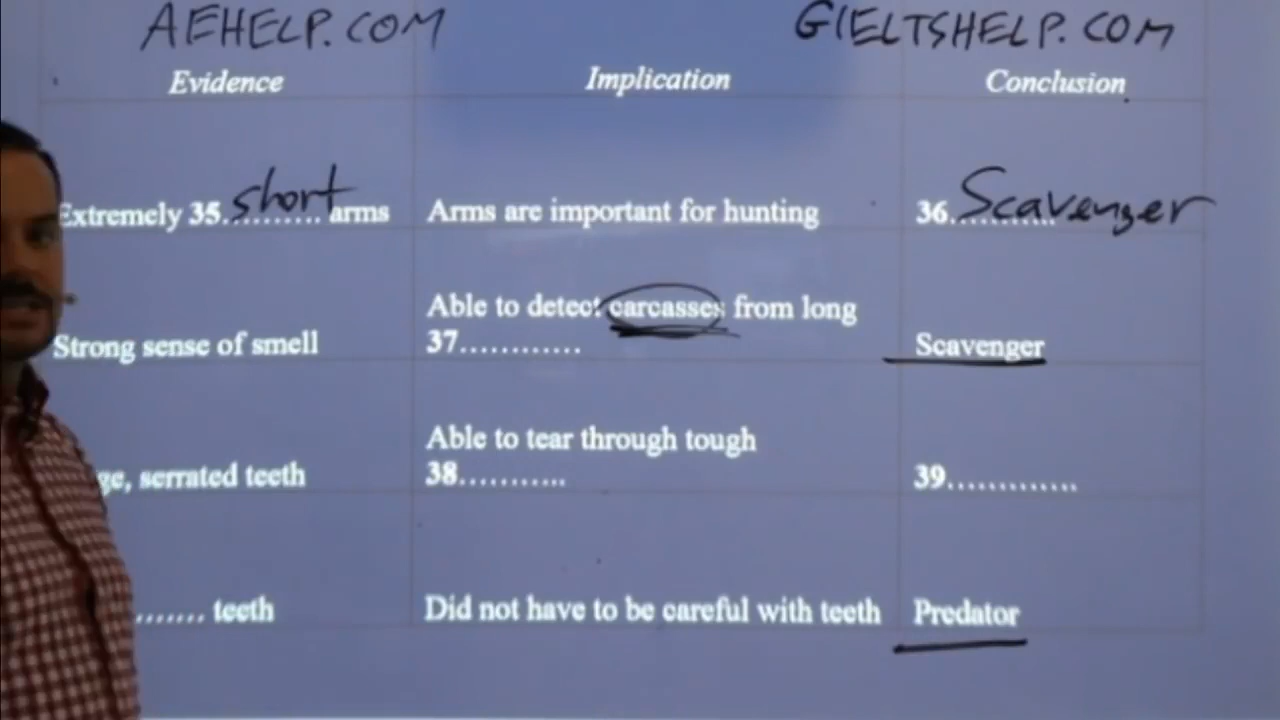 AEHELP.COM GIELTSHELP.COM
Evidence Implication Conclusion
Extremely 35.short.......... arms Arms are important for hunting 36.Scavenger...........
Able to detect carcasses from long
Strong sense of smell 37............ Scavenger
Able to tear through tough
serrated teeth 38........... 39.............
....... teeth Did not have to be careful with teeth Predator